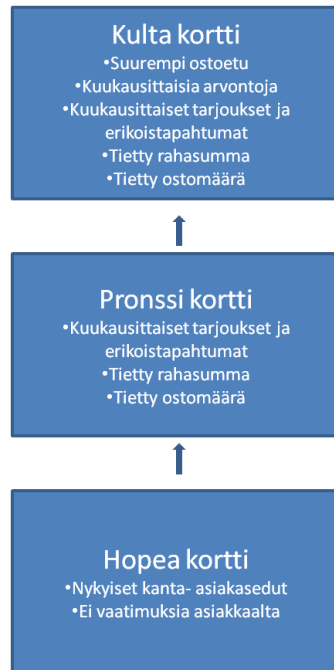 Kulta kortti
•Suurempi ostoetu
•Kuukausittaisia arvontoja
•Kuukausittaiset tarjoukset ja
erikoistapahtumat
•Tietty rahasumma
•Tietty ostomäärä
Pronssi kortti
•Kuukausittaiset tarjoukset ja
erikoistapahtumat
•Tietty rahasumma
•Tietty ostomäärä
Hopea kortti
•Nykyiset kanta- asiakasedut
•Ei vaatimuksia asiakkaalta